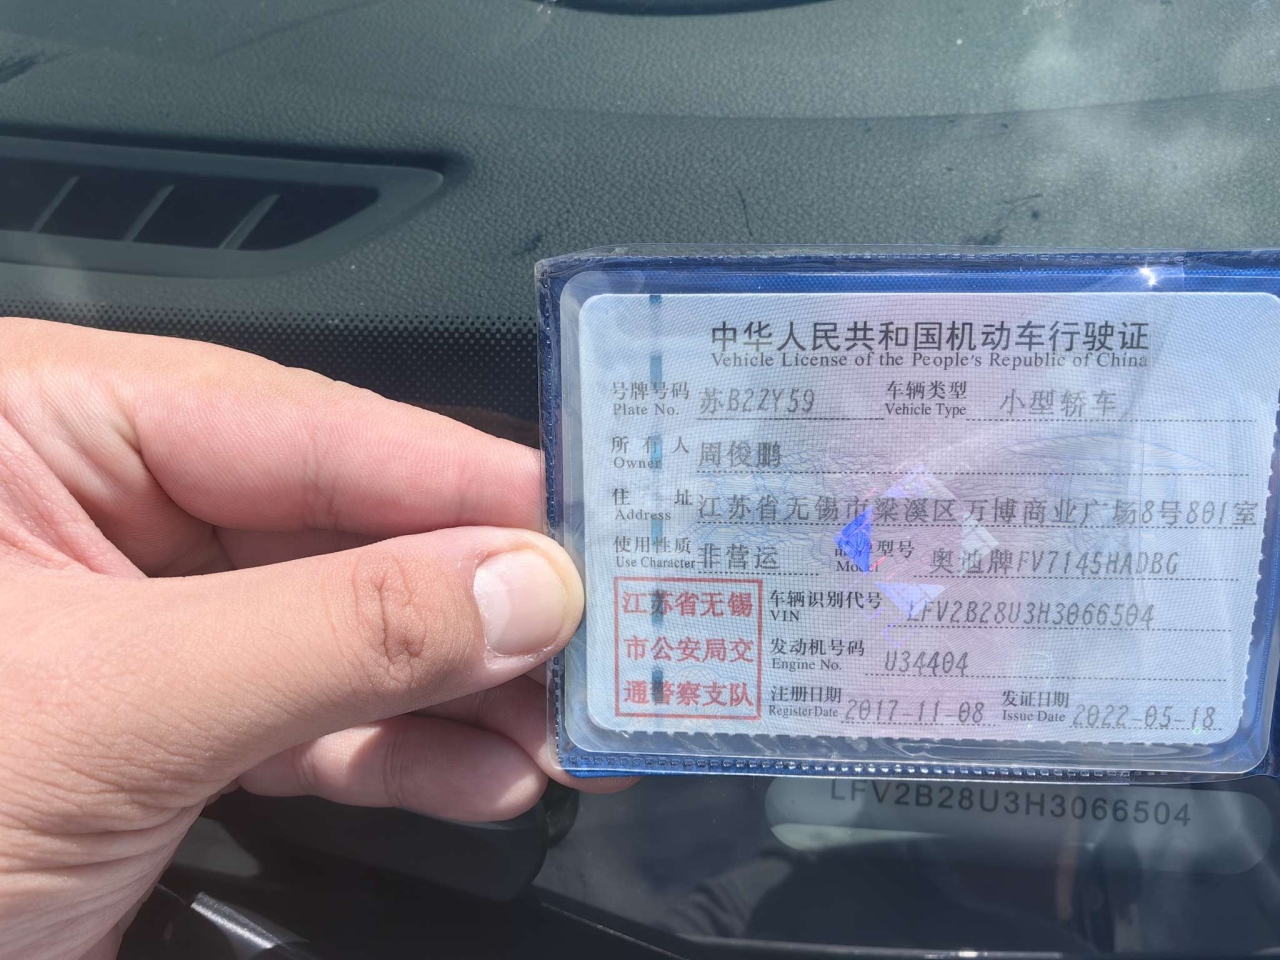 中华人民共和国机动车行驶证
Vehicle License of the People's Republic of China
号牌号码 苏B2ZY59 车辆类型 小型轿车
Plate No. Vehicle Type
所有人 周俊鹏
Owner
住址 江苏省无锡市梁溪区万博商业广场8号801室
Address
使用性质 非营运 品牌型号 奥迪牌FV7145HADBG
Use Character Model
江苏省无锡 车辆识别代号 LFV2B28U3H3066504
VIN
市公安局交 发动机号码 U34404
Engine No.
通警察支队 注册日期 2017-11-08 发证日期 2022-05-18
Register Date Issue Date
LFV2B28U3H3066504